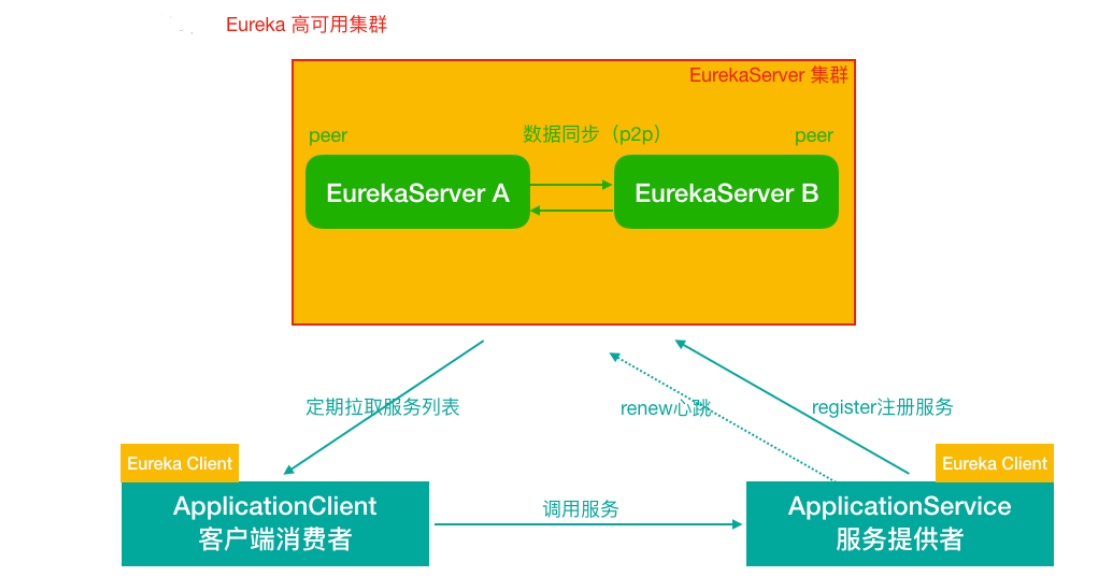 Eureka 高可用集群
EurekaServer 集群
peer
数据同步（p2p）
peer
EurekaServer A
EurekaServer B
定期拉取服务列表
renew心跳
register注册服务
Eureka Client
Eureka Client
ApplicationClient
客户端消费者
调用服务
ApplicationService
服务提供者